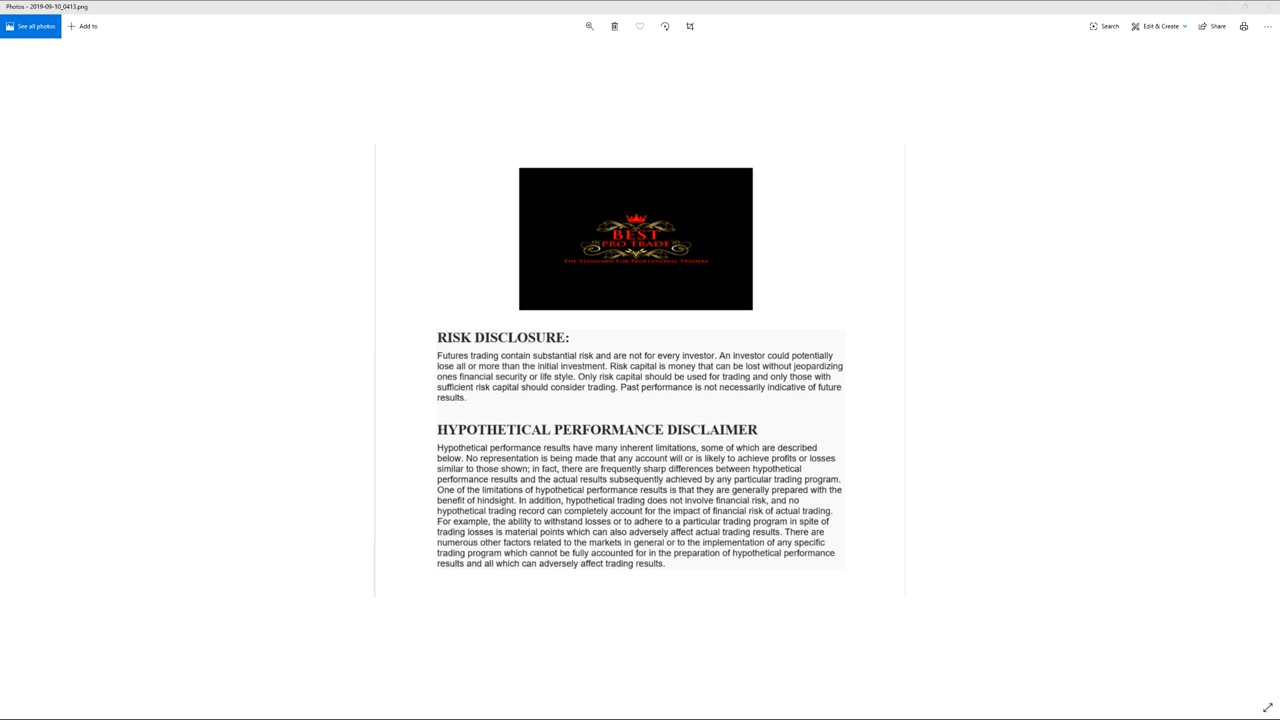 Photos - 2019-09-10_0413.png
See all photos
Add to
Search
Edit & Create
Share
BEST
PRO TRADE
THE STANDARD FOR PROFESSIONAL TRADERS
RISK DISCLOSURE:
Futures trading contain substantial risk and are not for every investor. An investor could potentially
lose all or more than the initial investment. Risk capital is money that can be lost without jeopardizing
ones financial security or life style. Only risk capital should be used for trading and only those with
sufficient risk capital should consider trading. Past performance is not necessarily indicative of future
results.
HYPOTHETICAL PERFORMANCE DISCLAIMER
Hypothetical performance results have many inherent limitations, some of which are described
below. No representation is being made that any account will or is likely to achieve profits or losses
similar to those shown; in fact, there are frequently sharp differences between hypothetical
performance results and the actual results subsequently achieved by any particular trading program.
One of the limitations of hypothetical performance results is that they are generally prepared with the
benefit of hindsight. In addition, hypothetical trading does not involve financial risk, and no
hypothetical trading record can completely account for the impact of financial risk of actual trading.
For example, the ability to withstand losses or to adhere to a particular trading program in spite of
trading losses is material points which can also adversely affect actual trading results. There are
numerous other factors related to the markets in general or to the implementation of any specific
trading program which cannot be fully accounted for in the preparation of hypothetical performance
results and all which can adversely affect trading results.